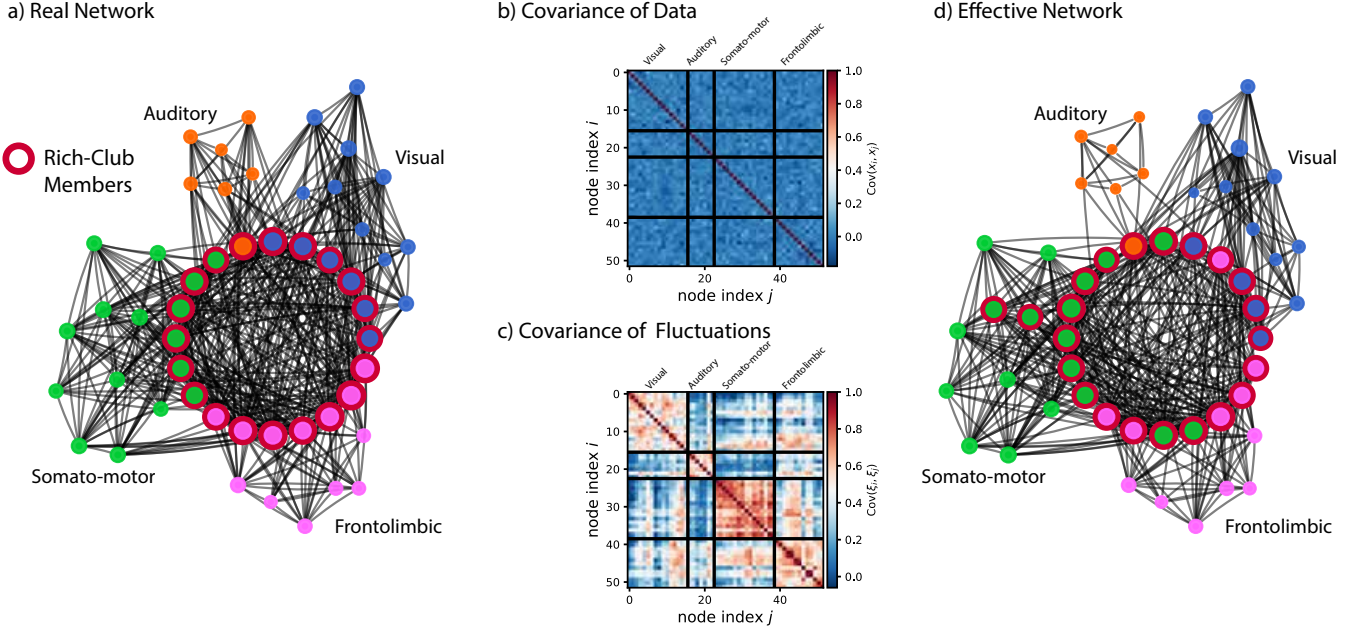 a) Real Network
Auditory
Visual
Rich-Club
Members
Somato-motor
Frontolimbic
b) Covariance of Data
Visual
Auditory
Somato-motor
Frontolimbic
0
10
20
30
40
50
node index i
0
20
40
node index j
1.0
0.8
0.6
0.4
0.2
0.0
Cov(xᵢ, xⱼ)
c) Covariance of Fluctuations
Visual
Auditory
Somato-motor
Frontolimbic
0
10
20
30
40
50
node index i
0
20
40
node index j
1.0
0.8
0.6
0.4
0.2
0.0
Cov(ξᵢ, ξⱼ)
d) Effective Network
Auditory
Visual
Somato-motor
Frontolimbic